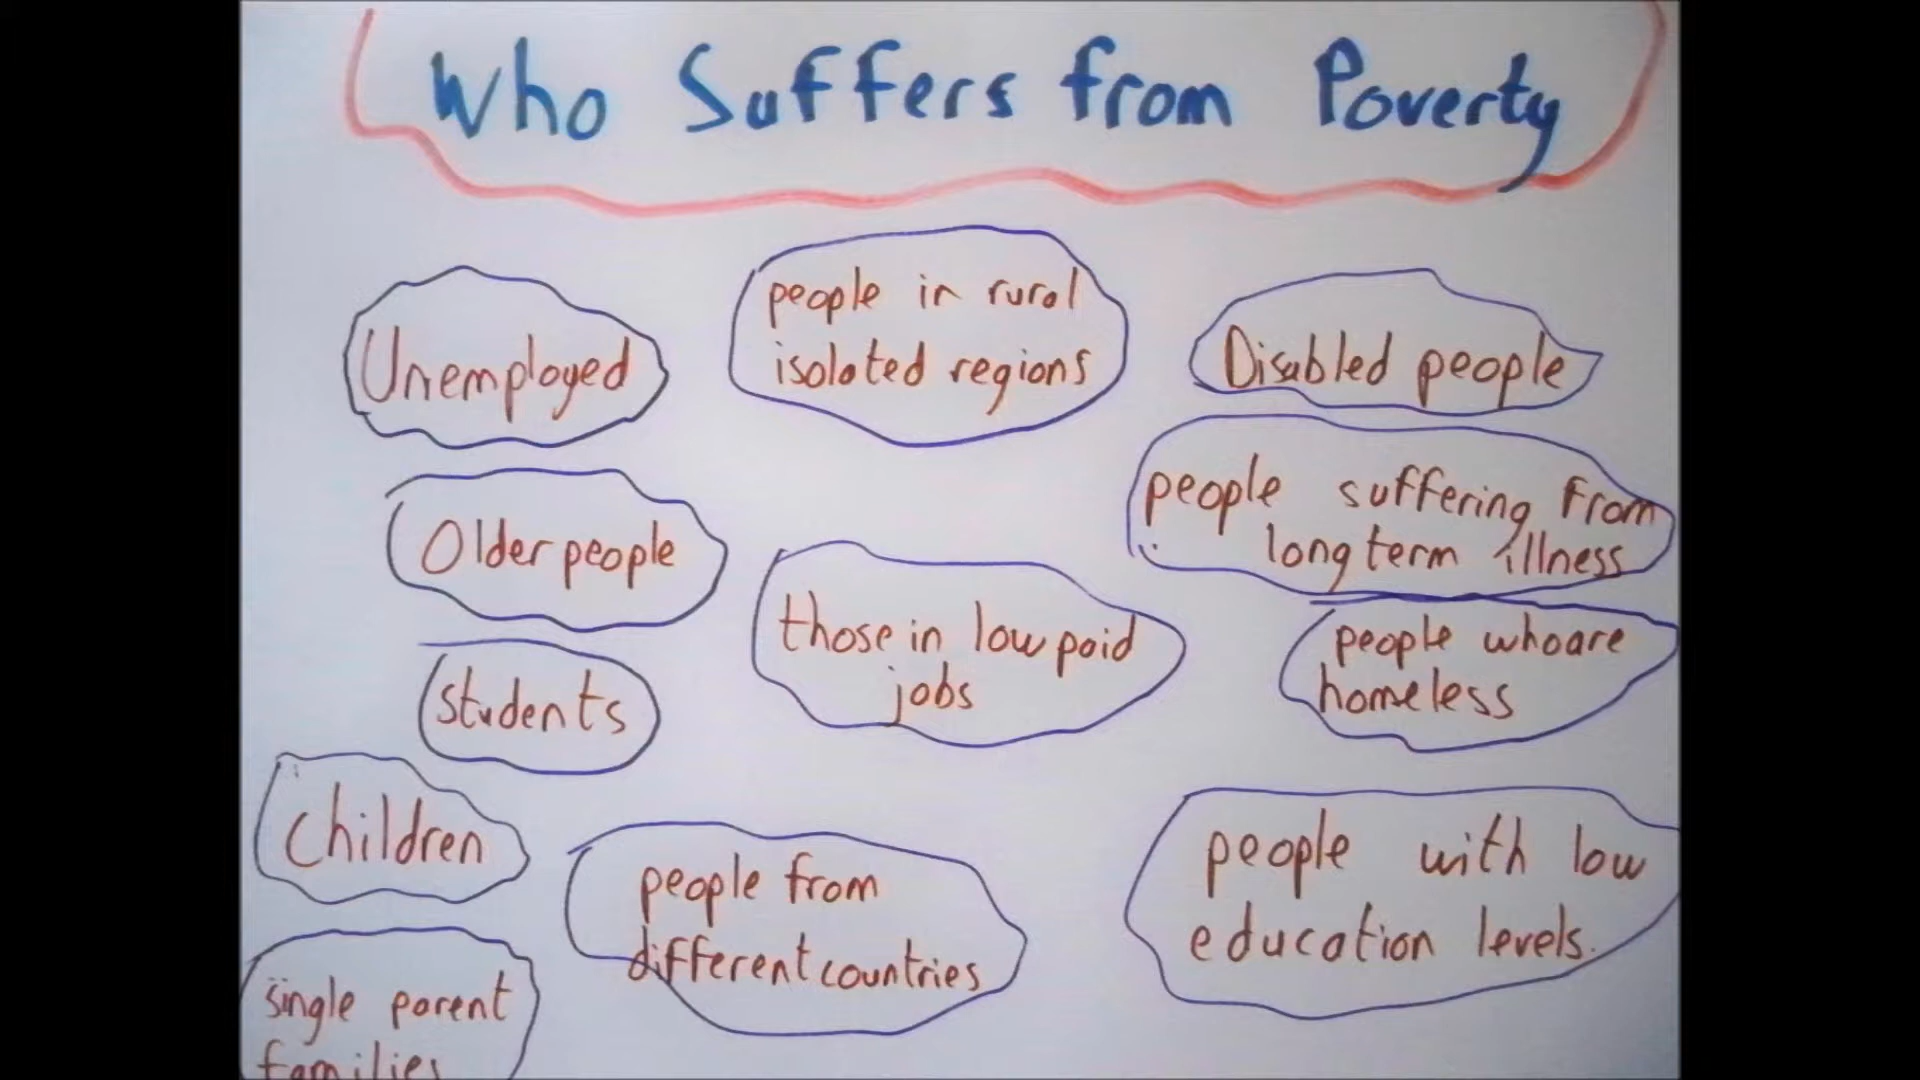 Who Suffers from Poverty
Unemployed
people in rural
isolated regions
Disabled people
Older people
people suffering from
long term illness
those in low paid
jobs
people who are
homeless
Students
Children
people from
different countries
people with low
education levels.
single parent
families